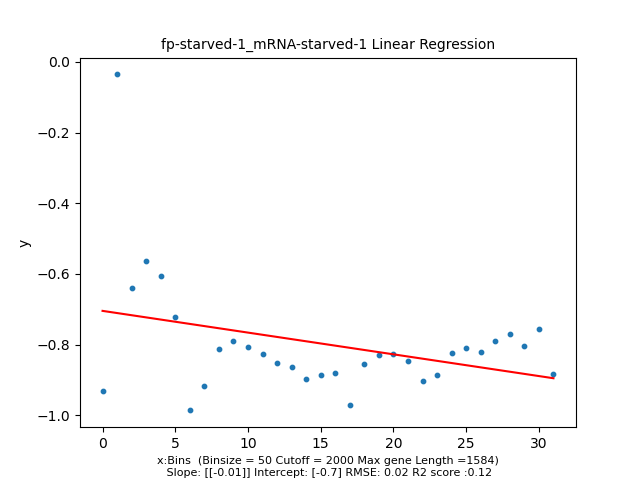 fp-starved-1_mRNA-starved-1 Linear Regression
0.0
−0.2
−0.4
−0.6
−0.8
−1.0
y
0 5 10 15 20 25 30
x:Bins (Binsize = 50 Cutoff = 2000 Max gene Length =1584)
Slope: [[-0.01]] Intercept: [-0.7] RMSE: 0.02 R2 score :0.12